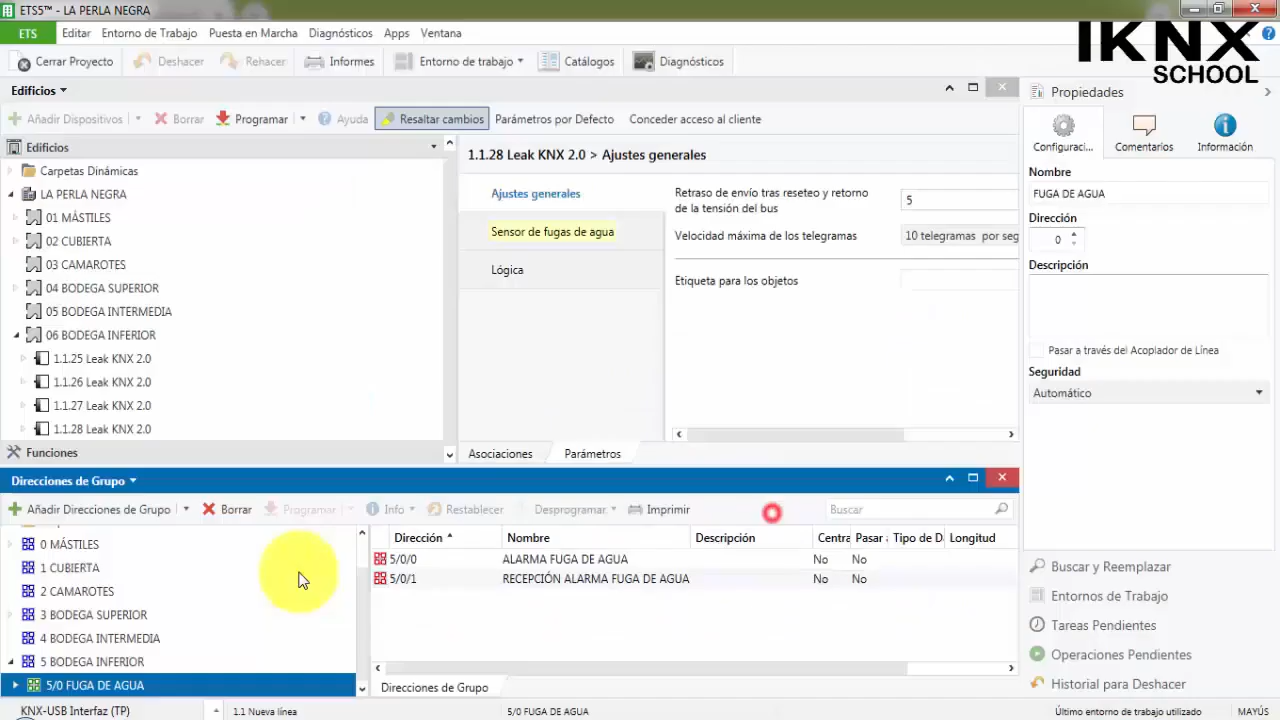 ETS5™ - LA PERLA NEGRA
ETS Editar Entorno de Trabajo Puesta en Marcha Diagnósticos Apps Ventana
IKNX
SCHOOL
Cerrar Proyecto Deshacer Rehacer Informes Entorno de trabajo Catálogos Diagnósticos
Edificios
Añadir Dispositivos Borrar Programar Ayuda Resaltar cambios Parámetros por Defecto Conceder acceso al cliente
Edificios
Carpetas Dinámicas
LA PERLA NEGRA
01 MÁSTILES
02 CUBIERTA
03 CAMAROTES
04 BODEGA SUPERIOR
05 BODEGA INTERMEDIA
06 BODEGA INFERIOR
1.1.25 Leak KNX 2.0
1.1.26 Leak KNX 2.0
1.1.27 Leak KNX 2.0
1.1.28 Leak KNX 2.0
Funciones
1.1.28 Leak KNX 2.0 > Ajustes generales
Ajustes generales
Sensor de fugas de agua
Lógica
Retraso de envío tras reseteo y retorno
de la tensión del bus
5
Velocidad máxima de los telegramas
10 telegramas por seg
Etiqueta para los objetos
Asociaciones Parámetros
Propiedades
Configuraci... Comentarios Información
Nombre
FUGA DE AGUA
Dirección
0
Descripción
Pasar a través del Acoplador de Línea
Seguridad
Automático
Buscar y Reemplazar
Entornos de Trabajo
Tareas Pendientes
Operaciones Pendientes
Historial para Deshacer
Direcciones de Grupo
Añadir Direcciones de Grupo Borrar Programar Info Restablecer Desprogramar Imprimir Buscar
0 MÁSTILES
1 CUBIERTA
2 CAMAROTES
3 BODEGA SUPERIOR
4 BODEGA INTERMEDIA
5 BODEGA INFERIOR
5/0 FUGA DE AGUA
Dirección Nombre Descripción Centra Pasar Tipo de D Longitud
5/0/0 ALARMA FUGA DE AGUA No No
5/0/1 RECEPCIÓN ALARMA FUGA DE AGUA No No
Direcciones de Grupo
KNX-USB Interfaz (TP) 1.1 Nueva línea 5/0 FUGA DE AGUA Último entorno de trabajo utilizado MAYÚS